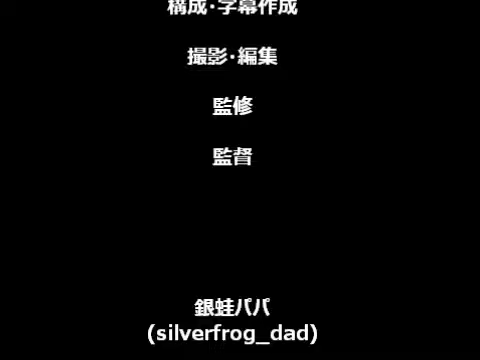 構成･字幕作成
撮影･編集
監修
監督
銀蛙パパ
(silverfrog_dad)